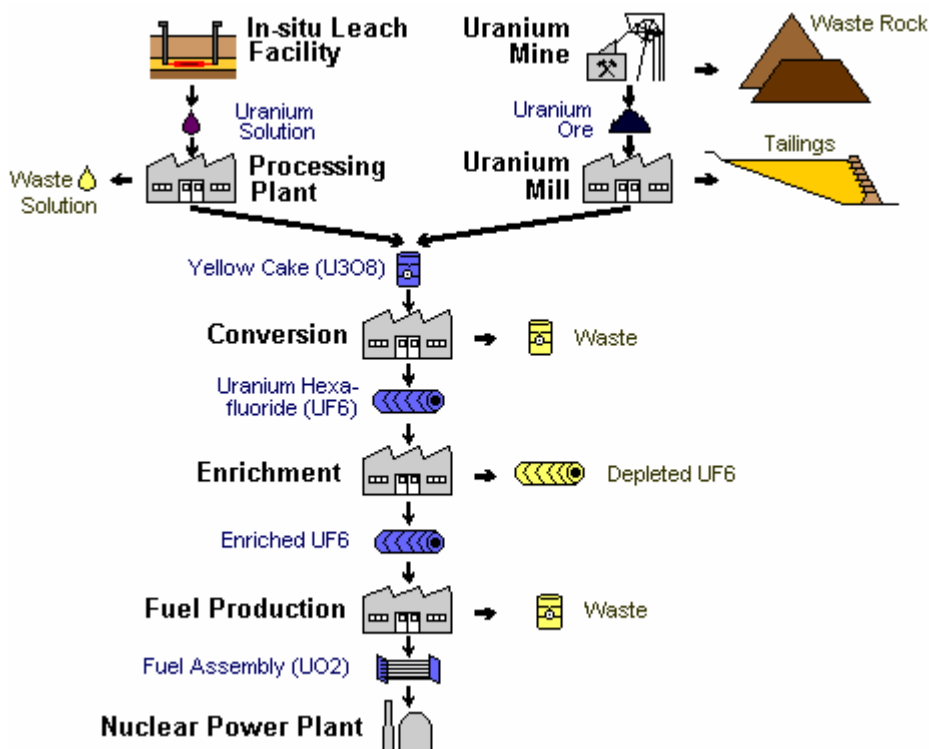 In-situ Leach
Facility
Uranium
Mine
Waste Rock
Uranium
Solution
Uranium
Ore
Tailings
Waste
Solution
Processing
Plant
Uranium
Mill
Yellow Cake (U3O8)
Conversion
Waste
Uranium Hexa-
fluoride (UF6)
Enrichment
Depleted UF6
Enriched UF6
Fuel Production
Waste
Fuel Assembly (UO2)
Nuclear Power Plant